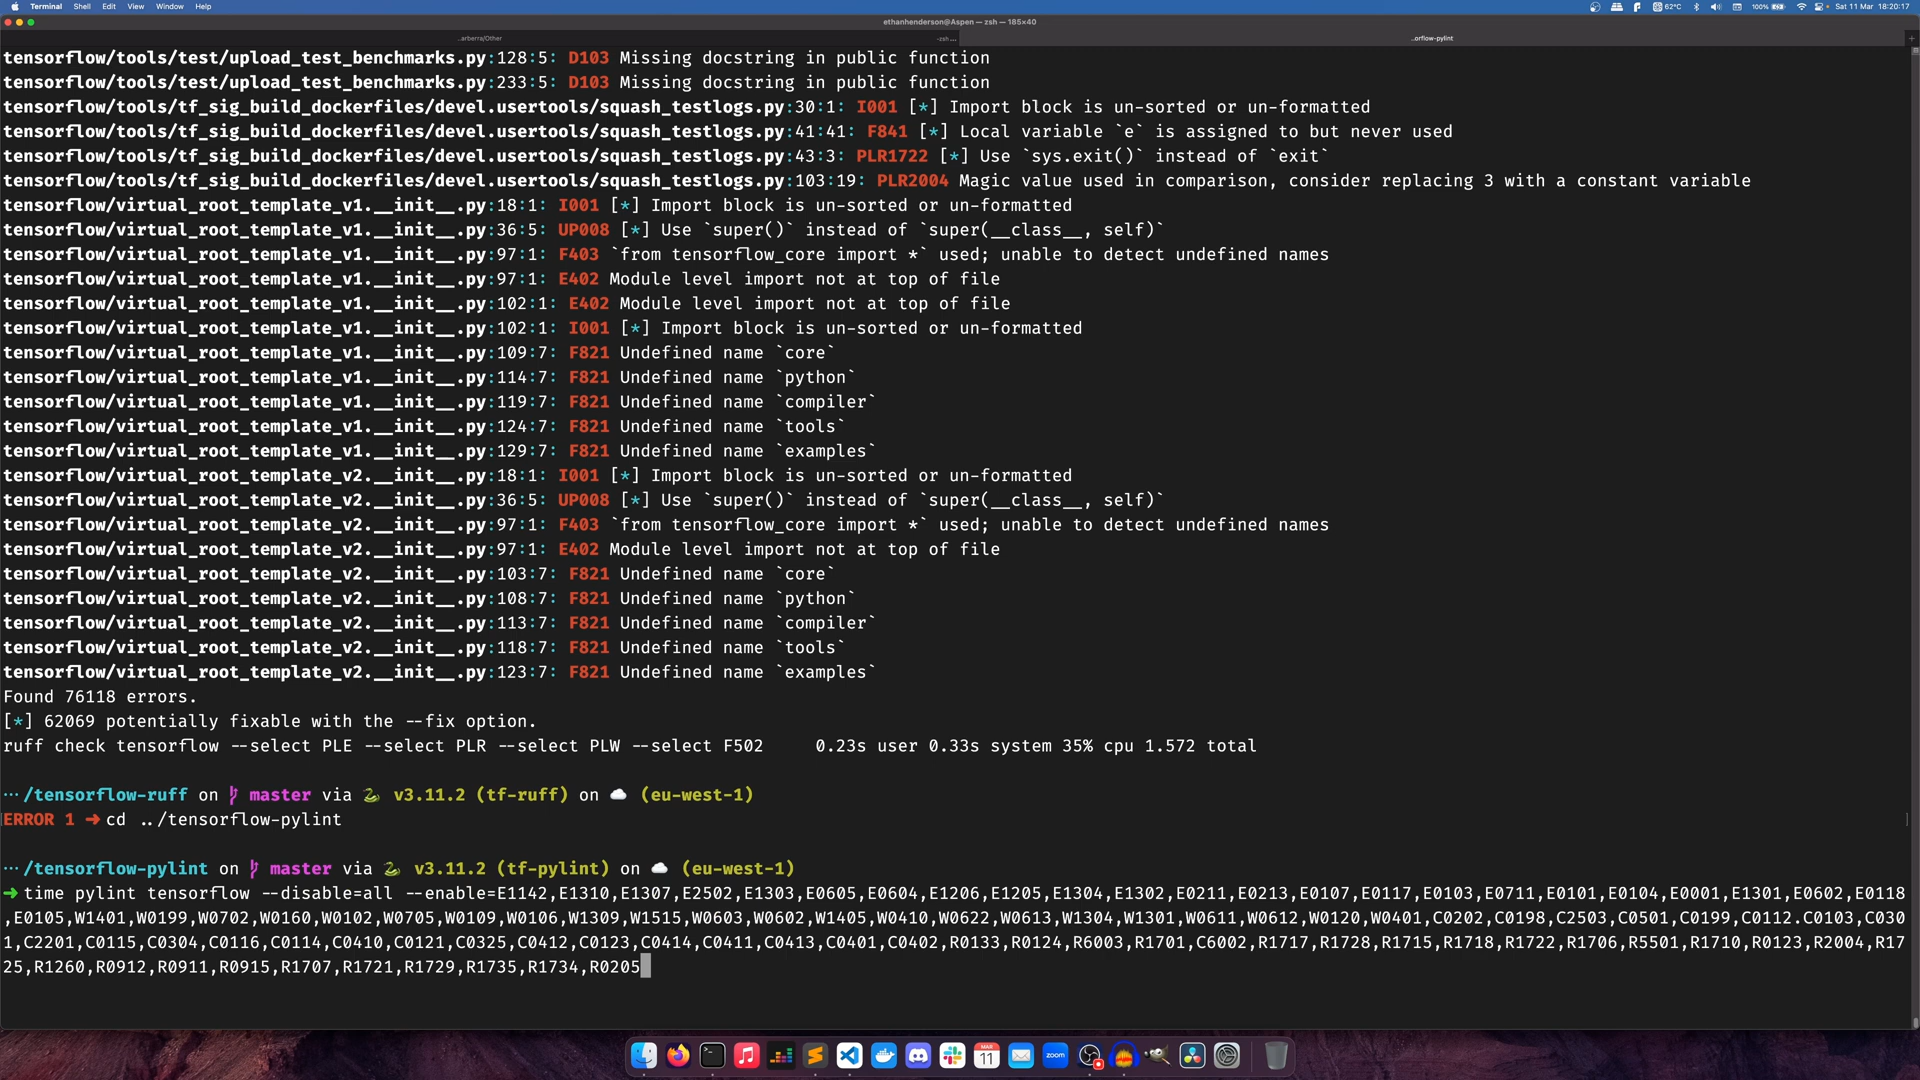 Terminal Shell Edit View Window Help
62°C 100% Sat 11 Mar 18:20:17
ethanhenderson@Aspen — zsh — 185×40
..arberra/Other -zsh ... ...orflow-pylint
tensorflow/tools/test/upload_test_benchmarks.py:128:5: D103 Missing docstring in public function
tensorflow/tools/test/upload_test_benchmarks.py:233:5: D103 Missing docstring in public function
tensorflow/tools/tf_sig_build_dockerfiles/devel.usertools/squash_testlogs.py:30:1: I001 [*] Import block is un-sorted or un-formatted
tensorflow/tools/tf_sig_build_dockerfiles/devel.usertools/squash_testlogs.py:41:41: F841 [*] Local variable `e` is assigned to but never used
tensorflow/tools/tf_sig_build_dockerfiles/devel.usertools/squash_testlogs.py:43:3: PLR1722 [*] Use `sys.exit()` instead of `exit`
tensorflow/tools/tf_sig_build_dockerfiles/devel.usertools/squash_testlogs.py:103:19: PLR2004 Magic value used in comparison, consider replacing 3 with a constant variable
tensorflow/virtual_root_template_v1.__init__.py:18:1: I001 [*] Import block is un-sorted or un-formatted
tensorflow/virtual_root_template_v1.__init__.py:36:5: UP008 [*] Use `super()` instead of `super(__class__, self)`
tensorflow/virtual_root_template_v1.__init__.py:97:1: F403 `from tensorflow_core import *` used; unable to detect undefined names
tensorflow/virtual_root_template_v1.__init__.py:97:1: E402 Module level import not at top of file
tensorflow/virtual_root_template_v1.__init__.py:102:1: E402 Module level import not at top of file
tensorflow/virtual_root_template_v1.__init__.py:102:1: I001 [*] Import block is un-sorted or un-formatted
tensorflow/virtual_root_template_v1.__init__.py:109:7: F821 Undefined name `core`
tensorflow/virtual_root_template_v1.__init__.py:114:7: F821 Undefined name `python`
tensorflow/virtual_root_template_v1.__init__.py:119:7: F821 Undefined name `compiler`
tensorflow/virtual_root_template_v1.__init__.py:124:7: F821 Undefined name `tools`
tensorflow/virtual_root_template_v1.__init__.py:129:7: F821 Undefined name `examples`
tensorflow/virtual_root_template_v2.__init__.py:18:1: I001 [*] Import block is un-sorted or un-formatted
tensorflow/virtual_root_template_v2.__init__.py:36:5: UP008 [*] Use `super()` instead of `super(__class__, self)`
tensorflow/virtual_root_template_v2.__init__.py:97:1: F403 `from tensorflow_core import *` used; unable to detect undefined names
tensorflow/virtual_root_template_v2.__init__.py:97:1: E402 Module level import not at top of file
tensorflow/virtual_root_template_v2.__init__.py:103:7: F821 Undefined name `core`
tensorflow/virtual_root_template_v2.__init__.py:108:7: F821 Undefined name `python`
tensorflow/virtual_root_template_v2.__init__.py:113:7: F821 Undefined name `compiler`
tensorflow/virtual_root_template_v2.__init__.py:118:7: F821 Undefined name `tools`
tensorflow/virtual_root_template_v2.__init__.py:123:7: F821 Undefined name `examples`
Found 76118 errors.
[*] 62069 potentially fixable with the --fix option.
ruff check tensorflow --select PLE --select PLR --select PLW --select F502 0.23s user 0.33s system 35% cpu 1.572 total
··· /tensorflow-ruff on master via v3.11.2 (tf-ruff) on (eu-west-1)
ERROR 1 ➜ cd ../tensorflow-pylint
··· /tensorflow-pylint on master via v3.11.2 (tf-pylint) on (eu-west-1)
➜ time pylint tensorflow --disable=all --enable=E1142,E1310,E1307,E2502,E1303,E0605,E0604,E1206,E1205,E1304,E1302,E0211,E0213,E0107,E0117,E0103,E0711,E0101,E0104,E0001,E1301,E0602,E0118
,E0105,W1401,W0199,W0702,W0160,W0102,W0705,W0109,W0106,W1309,W1515,W0603,W0602,W1405,W0410,W0622,W0613,W1304,W1301,W0611,W0612,W0120,W0401,C0202,C0198,C2503,C0501,C0199,C0112.C0103,C030
1,C2201,C0115,C0304,C0116,C0114,C0410,C0121,C0325,C0412,C0123,C0414,C0411,C0413,C0401,C0402,R0133,R0124,R6003,R1701,C6002,R1717,R1728,R1715,R1718,R1722,R1706,R5501,R1710,R0123,R2004,R17
25,R1260,R0912,R0911,R0915,R1707,R1721,R1729,R1735,R1734,R0205
MAR
11
zoom